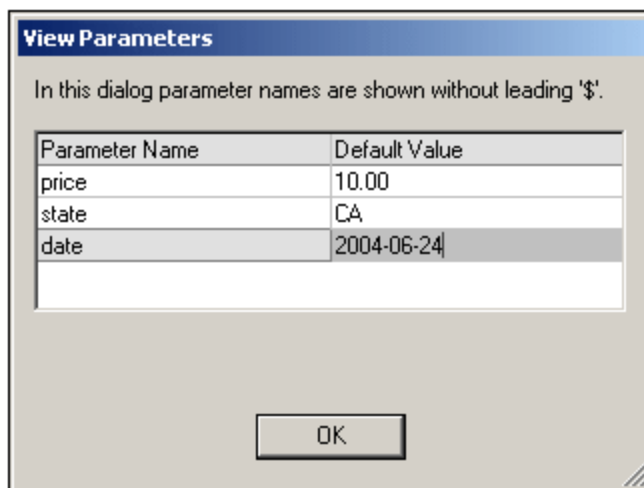 View Parameters
In this dialog parameter names are shown without leading '$'.
Parameter Name Default Value
price 10.00
state CA
date 2004-06-24
OK